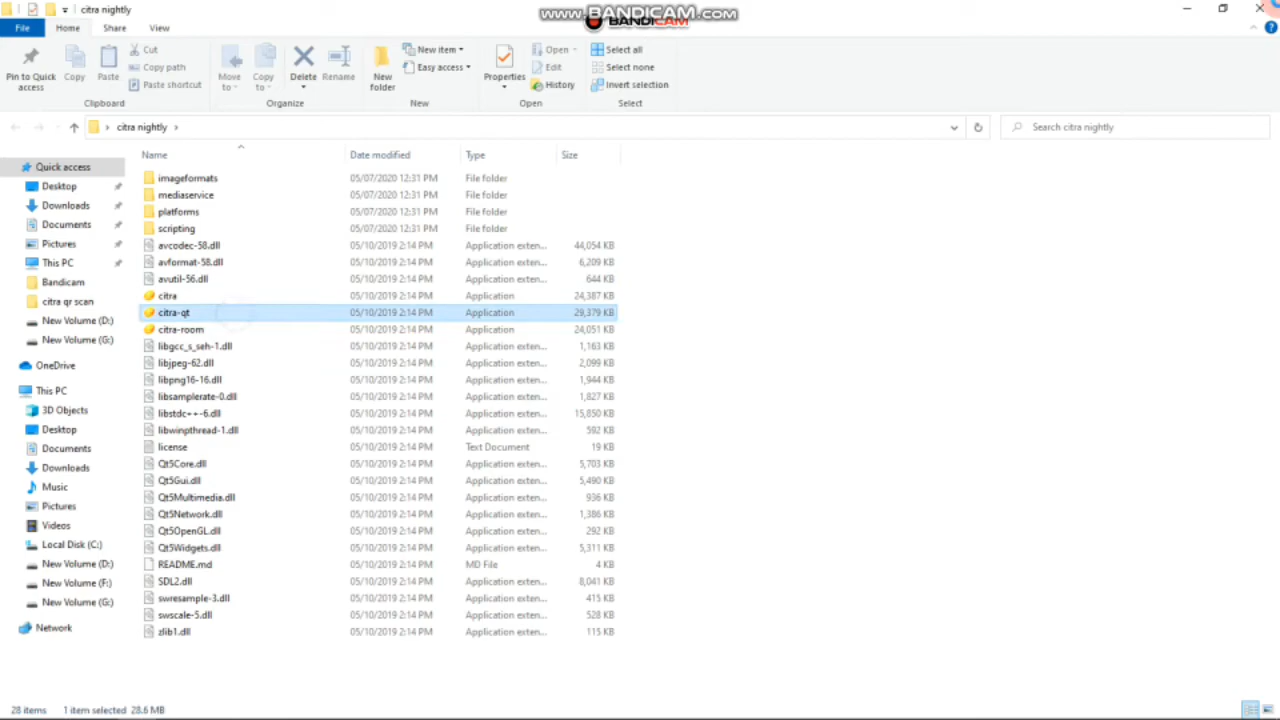 citra nightly
www.BANDICAM.com
BANDICAM
File Home Share View
Pin to Quick access
Copy
Paste
Cut
Copy path
Paste shortcut
Clipboard
Move to
Copy to
Delete
Rename
Organize
New folder
New item
Easy access
New
Properties
Open
Edit
History
Open
Select all
Select none
Invert selection
Select
citra nightly
Search citra nightly
Quick access
Desktop
Downloads
Documents
Pictures
This PC
Bandicam
citra qr scan
New Volume (D:)
New Volume (G:)
OneDrive
This PC
3D Objects
Desktop
Documents
Downloads
Music
Pictures
Videos
Local Disk (C:)
New Volume (D:)
New Volume (F:)
New Volume (G:)
Network
Name Date modified Type Size
imageformats 05/07/2020 12:31 PM File folder
mediaservice 05/07/2020 12:31 PM File folder
platforms 05/07/2020 12:31 PM File folder
scripting 05/07/2020 12:31 PM File folder
avcodec-58.dll 05/10/2019 2:14 PM Application exten... 44,054 KB
avformat-58.dll 05/10/2019 2:14 PM Application exten... 6,209 KB
avutil-56.dll 05/10/2019 2:14 PM Application exten... 644 KB
citra 05/10/2019 2:14 PM Application 24,387 KB
citra-qt 05/10/2019 2:14 PM Application 29,379 KB
citra-room 05/10/2019 2:14 PM Application 24,051 KB
libgcc_s_seh-1.dll 05/10/2019 2:14 PM Application exten... 1,163 KB
libjpeg-62.dll 05/10/2019 2:14 PM Application exten... 2,099 KB
libpng16-16.dll 05/10/2019 2:14 PM Application exten... 1,944 KB
libsamplerate-0.dll 05/10/2019 2:14 PM Application exten... 1,827 KB
libstdc++-6.dll 05/10/2019 2:14 PM Application exten... 15,850 KB
libwinpthread-1.dll 05/10/2019 2:14 PM Application exten... 592 KB
license 05/10/2019 2:14 PM Text Document 19 KB
Qt5Core.dll 05/10/2019 2:14 PM Application exten... 5,703 KB
Qt5Gui.dll 05/10/2019 2:14 PM Application exten... 5,490 KB
Qt5Multimedia.dll 05/10/2019 2:14 PM Application exten... 936 KB
Qt5Network.dll 05/10/2019 2:14 PM Application exten... 1,386 KB
Qt5OpenGL.dll 05/10/2019 2:14 PM Application exten... 292 KB
Qt5Widgets.dll 05/10/2019 2:14 PM Application exten... 5,311 KB
README.md 05/10/2019 2:14 PM MD File 4 KB
SDL2.dll 05/10/2019 2:14 PM Application exten... 8,041 KB
swresample-3.dll 05/10/2019 2:14 PM Application exten... 415 KB
swscale-5.dll 05/10/2019 2:14 PM Application exten... 528 KB
zlib1.dll 05/10/2019 2:14 PM Application exten... 115 KB
28 items 1 item selected 28.6 MB